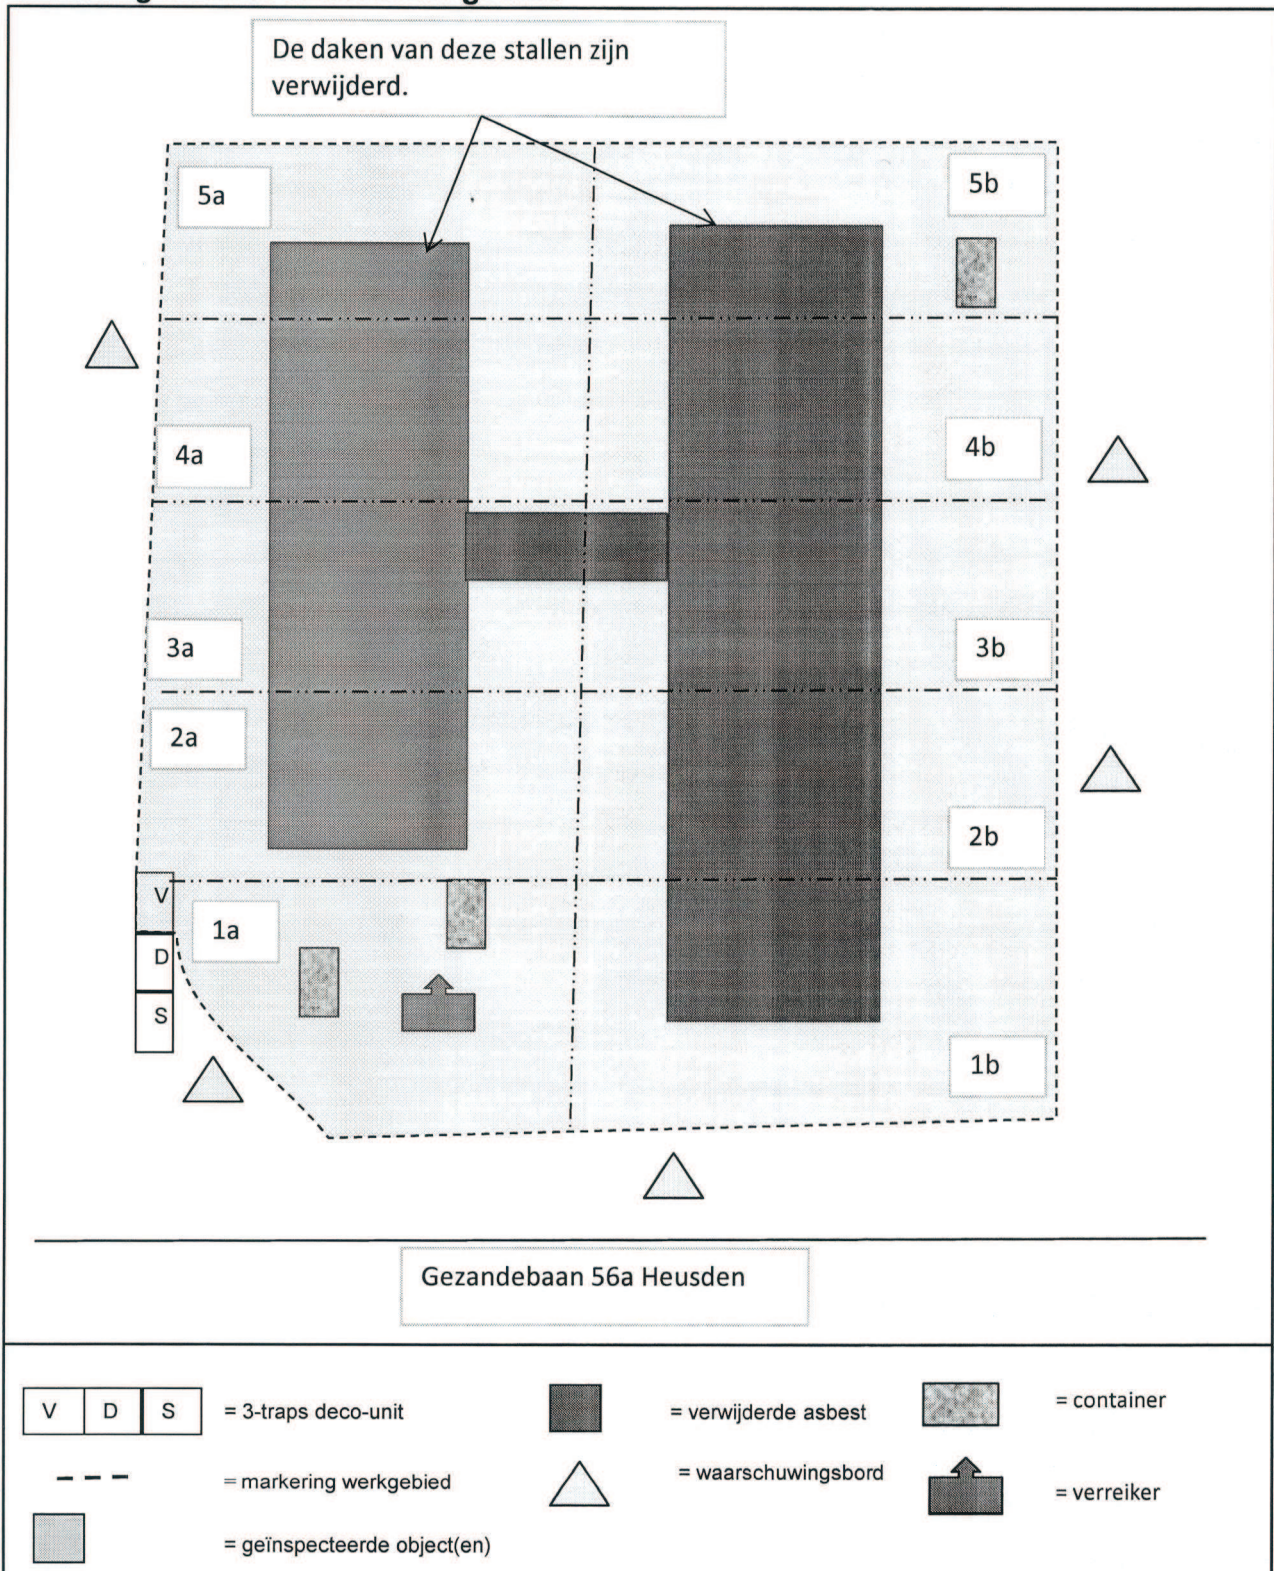 De daken van deze stallen zijn
verwijderd.
5a
5b
4a
4b
3a
3b
2a
2b
V
1a
D
S
1b
Gezandebaan 56a Heusden
V D S = 3-traps deco-unit
= verwijderde asbest
= container
= markering werkgebied
= waarschuwingsbord
= verreiker
= geïnspecteerde object(en)